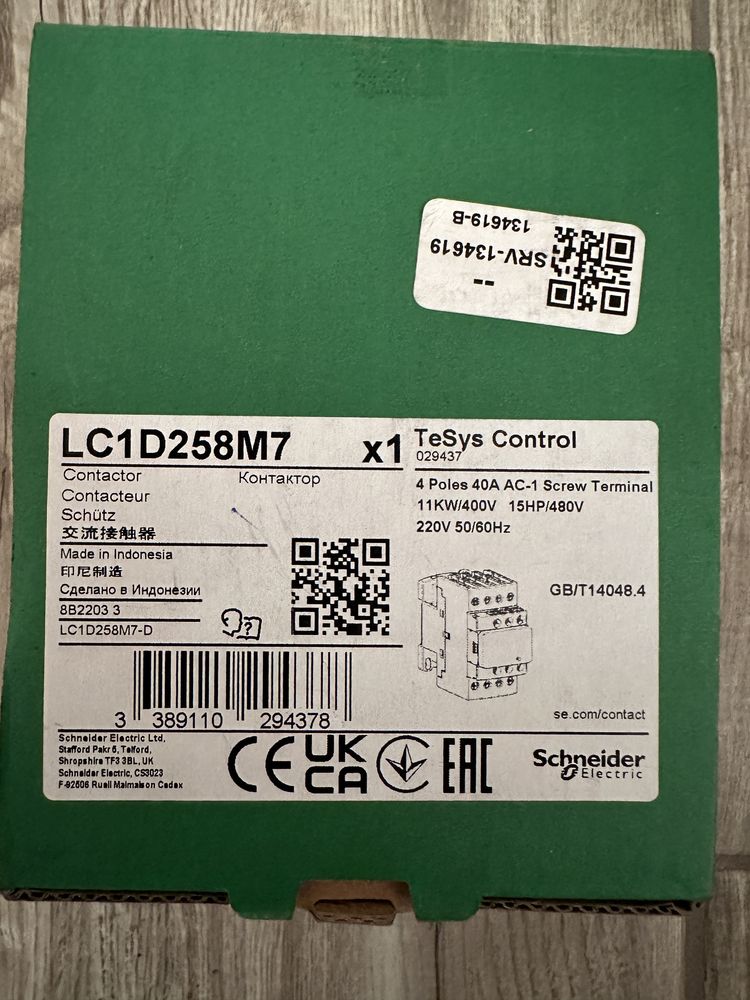 --
SRV-134619
134619-B
LC1D258M7 x1
TeSys Control
029437
Contactor Контактор
Contacteur
Schütz
交流接触器
4 Poles 40A AC-1 Screw Terminal
11KW/400V 15HP/480V
220V 50/60Hz
Made in Indonesia
印尼制造
Сделано в Индонезии
8B2203 3
LC1D258M7-D
GB/T14048.4
?
3 389110 294378
se.com/contact
Schneider Electric Ltd.
Stafford Pakr 5, Telford,
Shropshire TF3 3BL, UK
Schneider Electric, CS3023
F-92506 Rueil Malmaison Cedex
CE UK CA EAC
Schneider
Electric